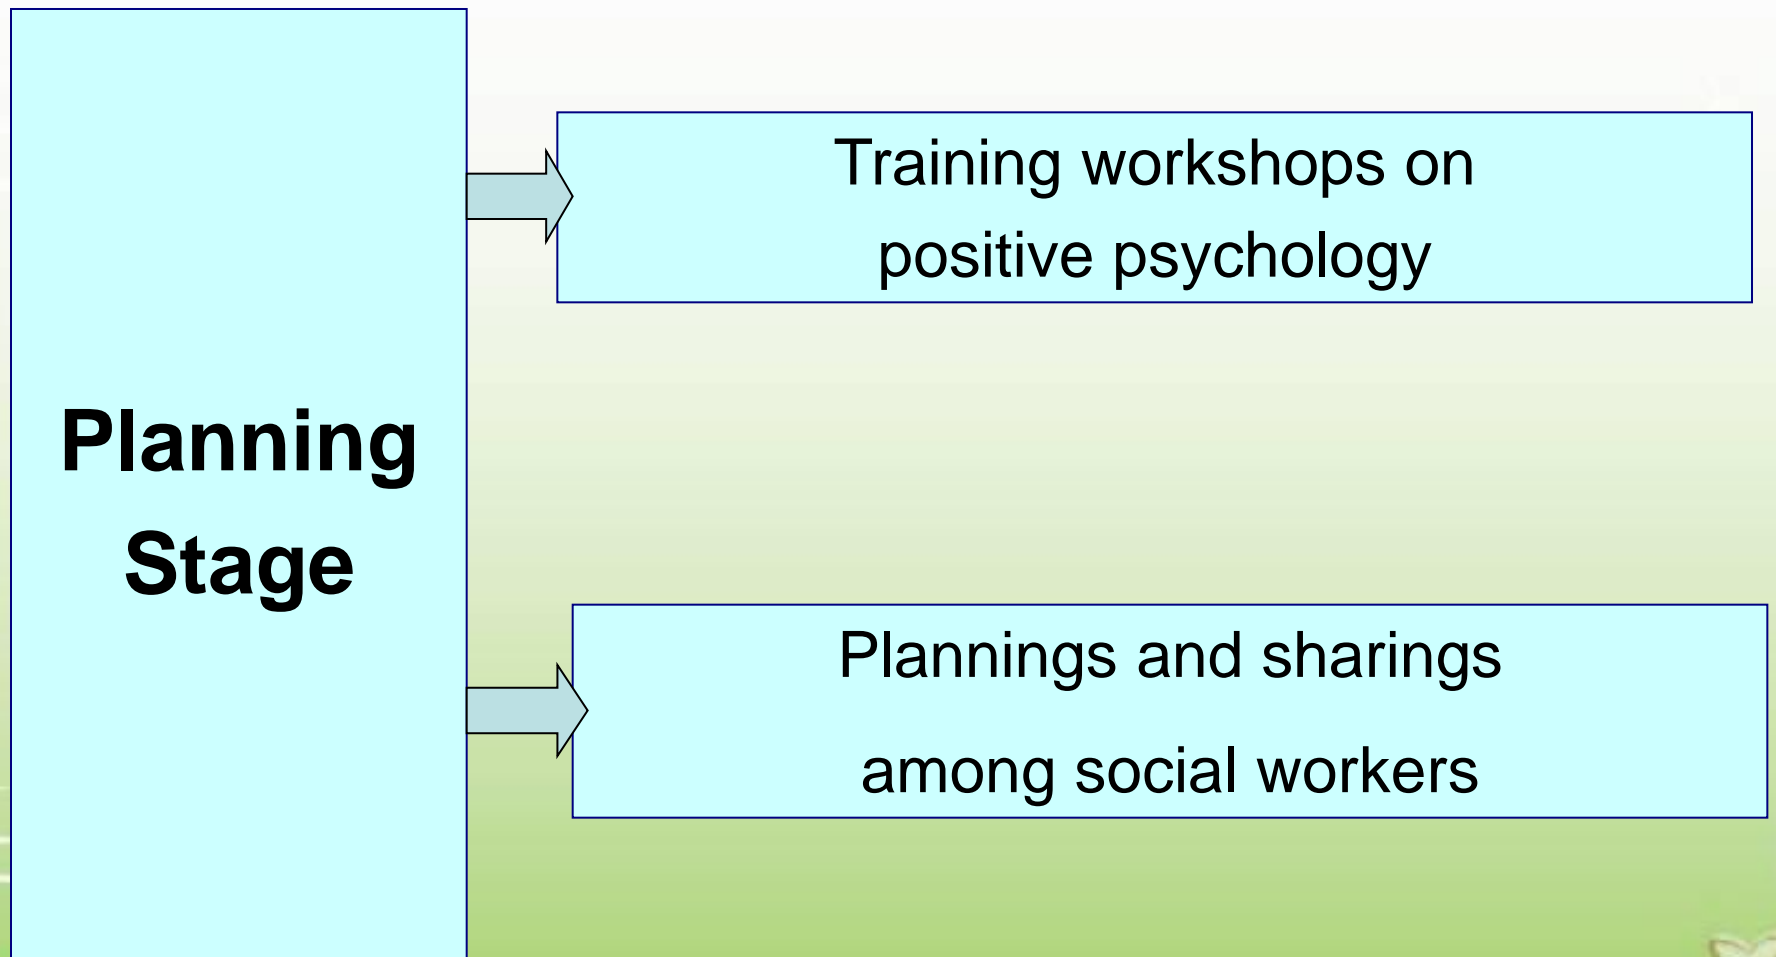 Planning
Stage
Training workshops on
positive psychology
Plannings and sharings
among social workers